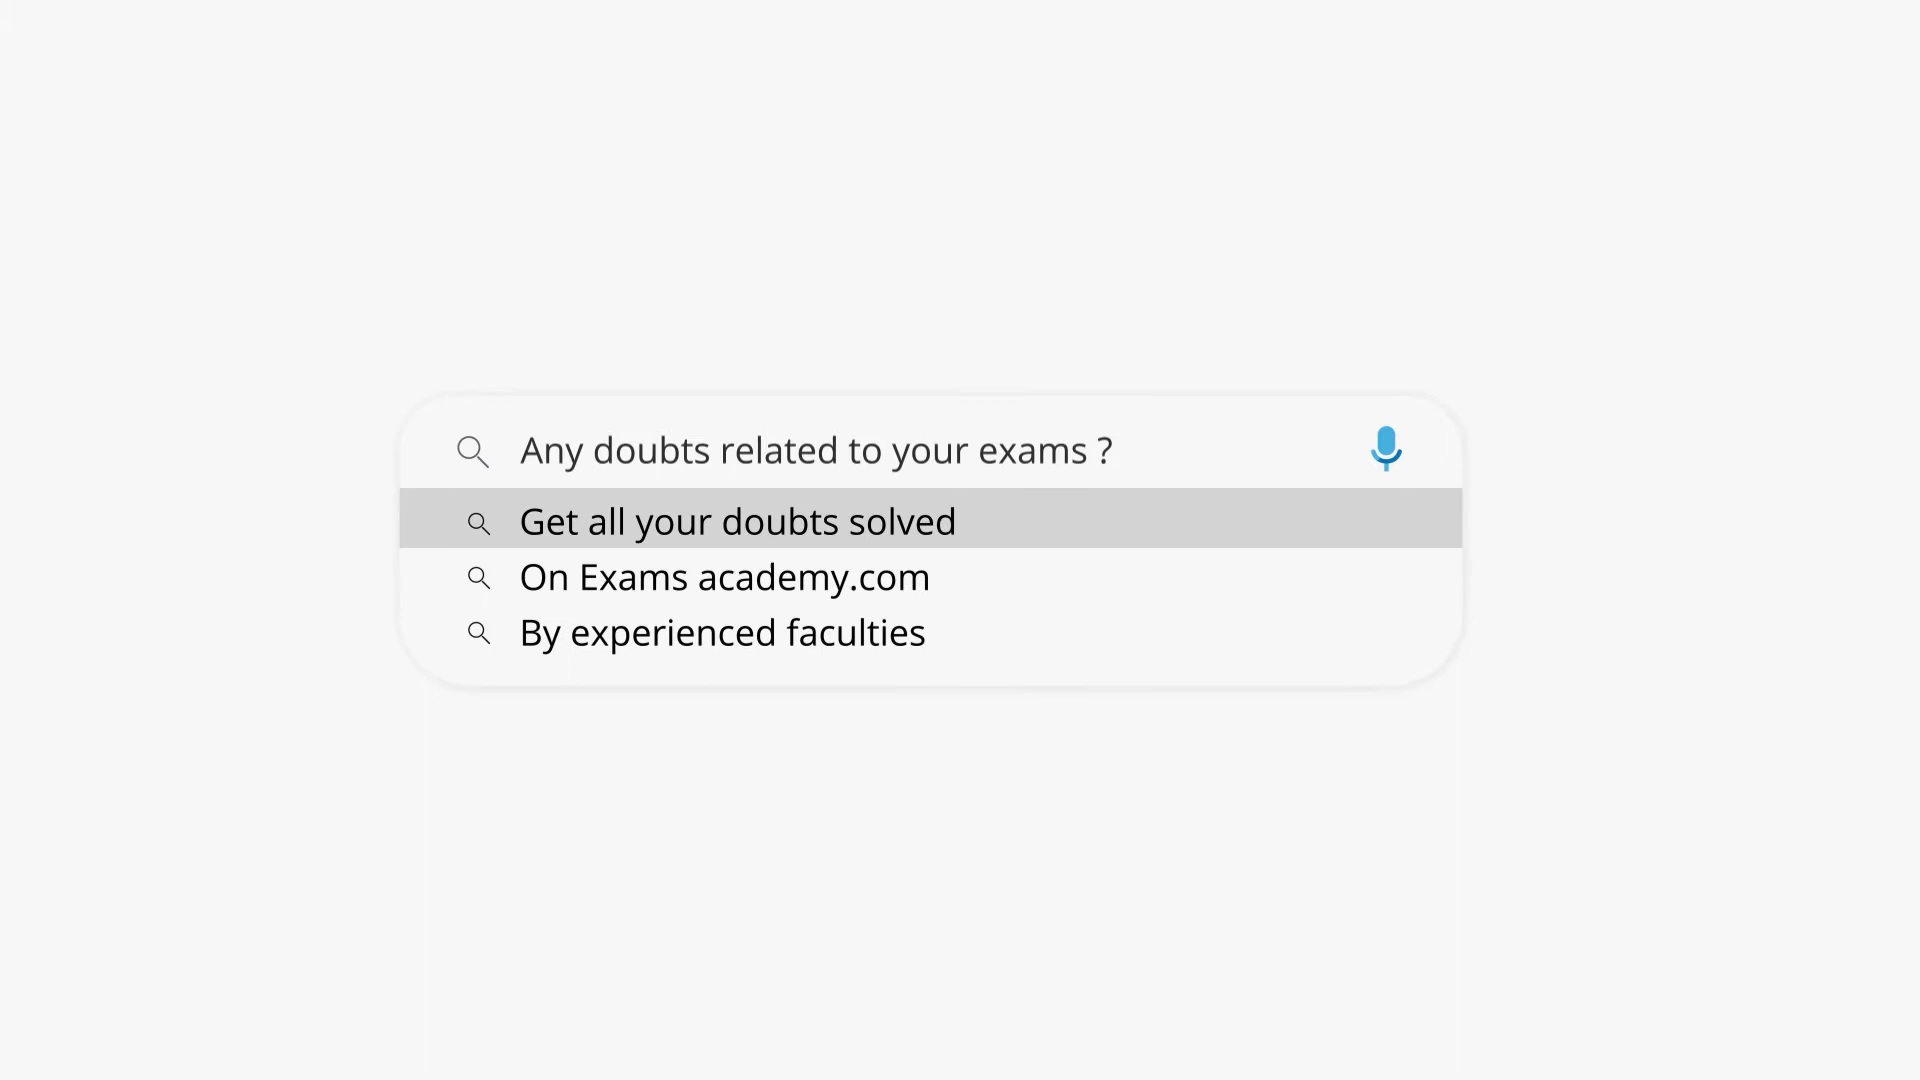 Any doubts related to your exams ?
Get all your doubts solved
On Exams academy.com
By experienced faculties